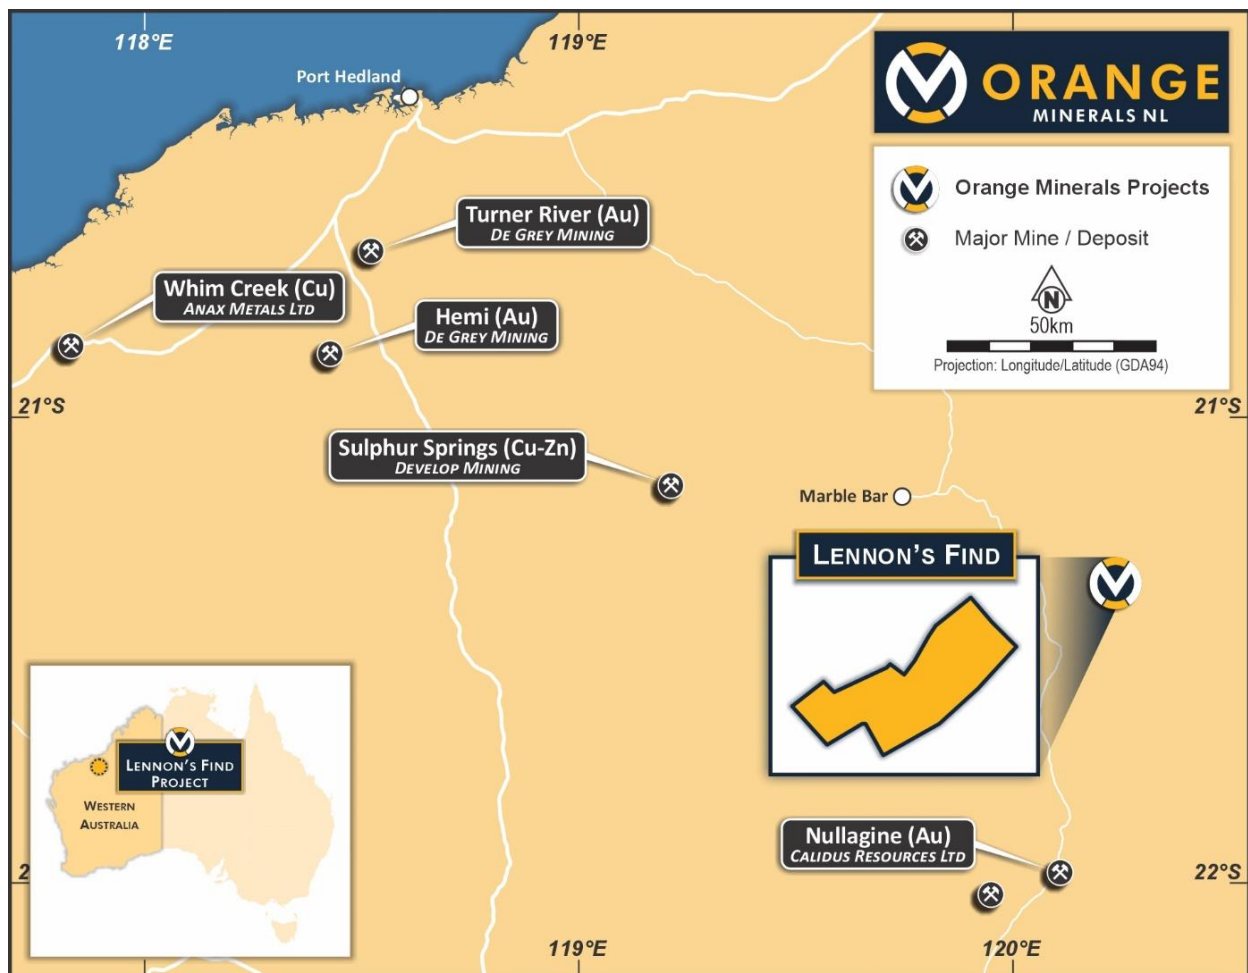 118°E
119°E
Port Hedland
ORANGE
MINERALS NL
Orange Minerals Projects
Major Mine / Deposit
N
50km
Projection: Longitude/Latitude (GDA94)
Turner River (Au)
DE GREY MINING
Whim Creek (Cu)
ANAX METALS LTD
Hemi (Au)
DE GREY MINING
21°S
21°S
Sulphur Springs (Cu-Zn)
DEVELOP MINING
Marble Bar
LENNON'S FIND
LENNON'S FIND
PROJECT
WESTERN
AUSTRALIA
Nullagine (Au)
CALIDUS RESOURCES LTD
2
22°S
119°E
120°E